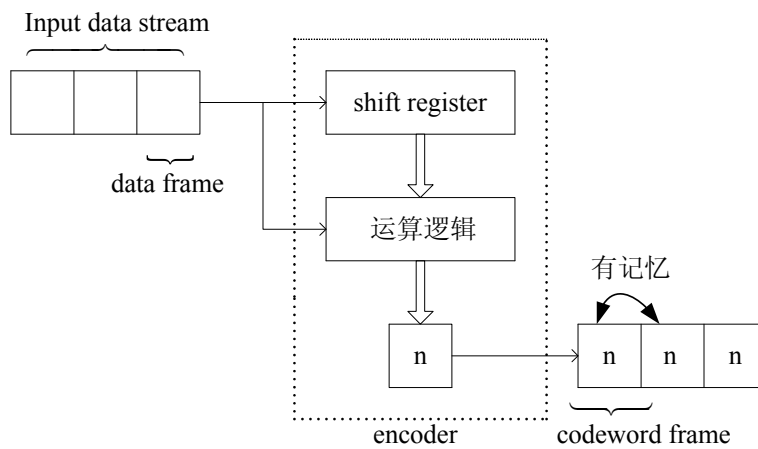 Input data stream
shift register
data frame
运算逻辑
有记忆
n
n
n
n
encoder
codeword frame